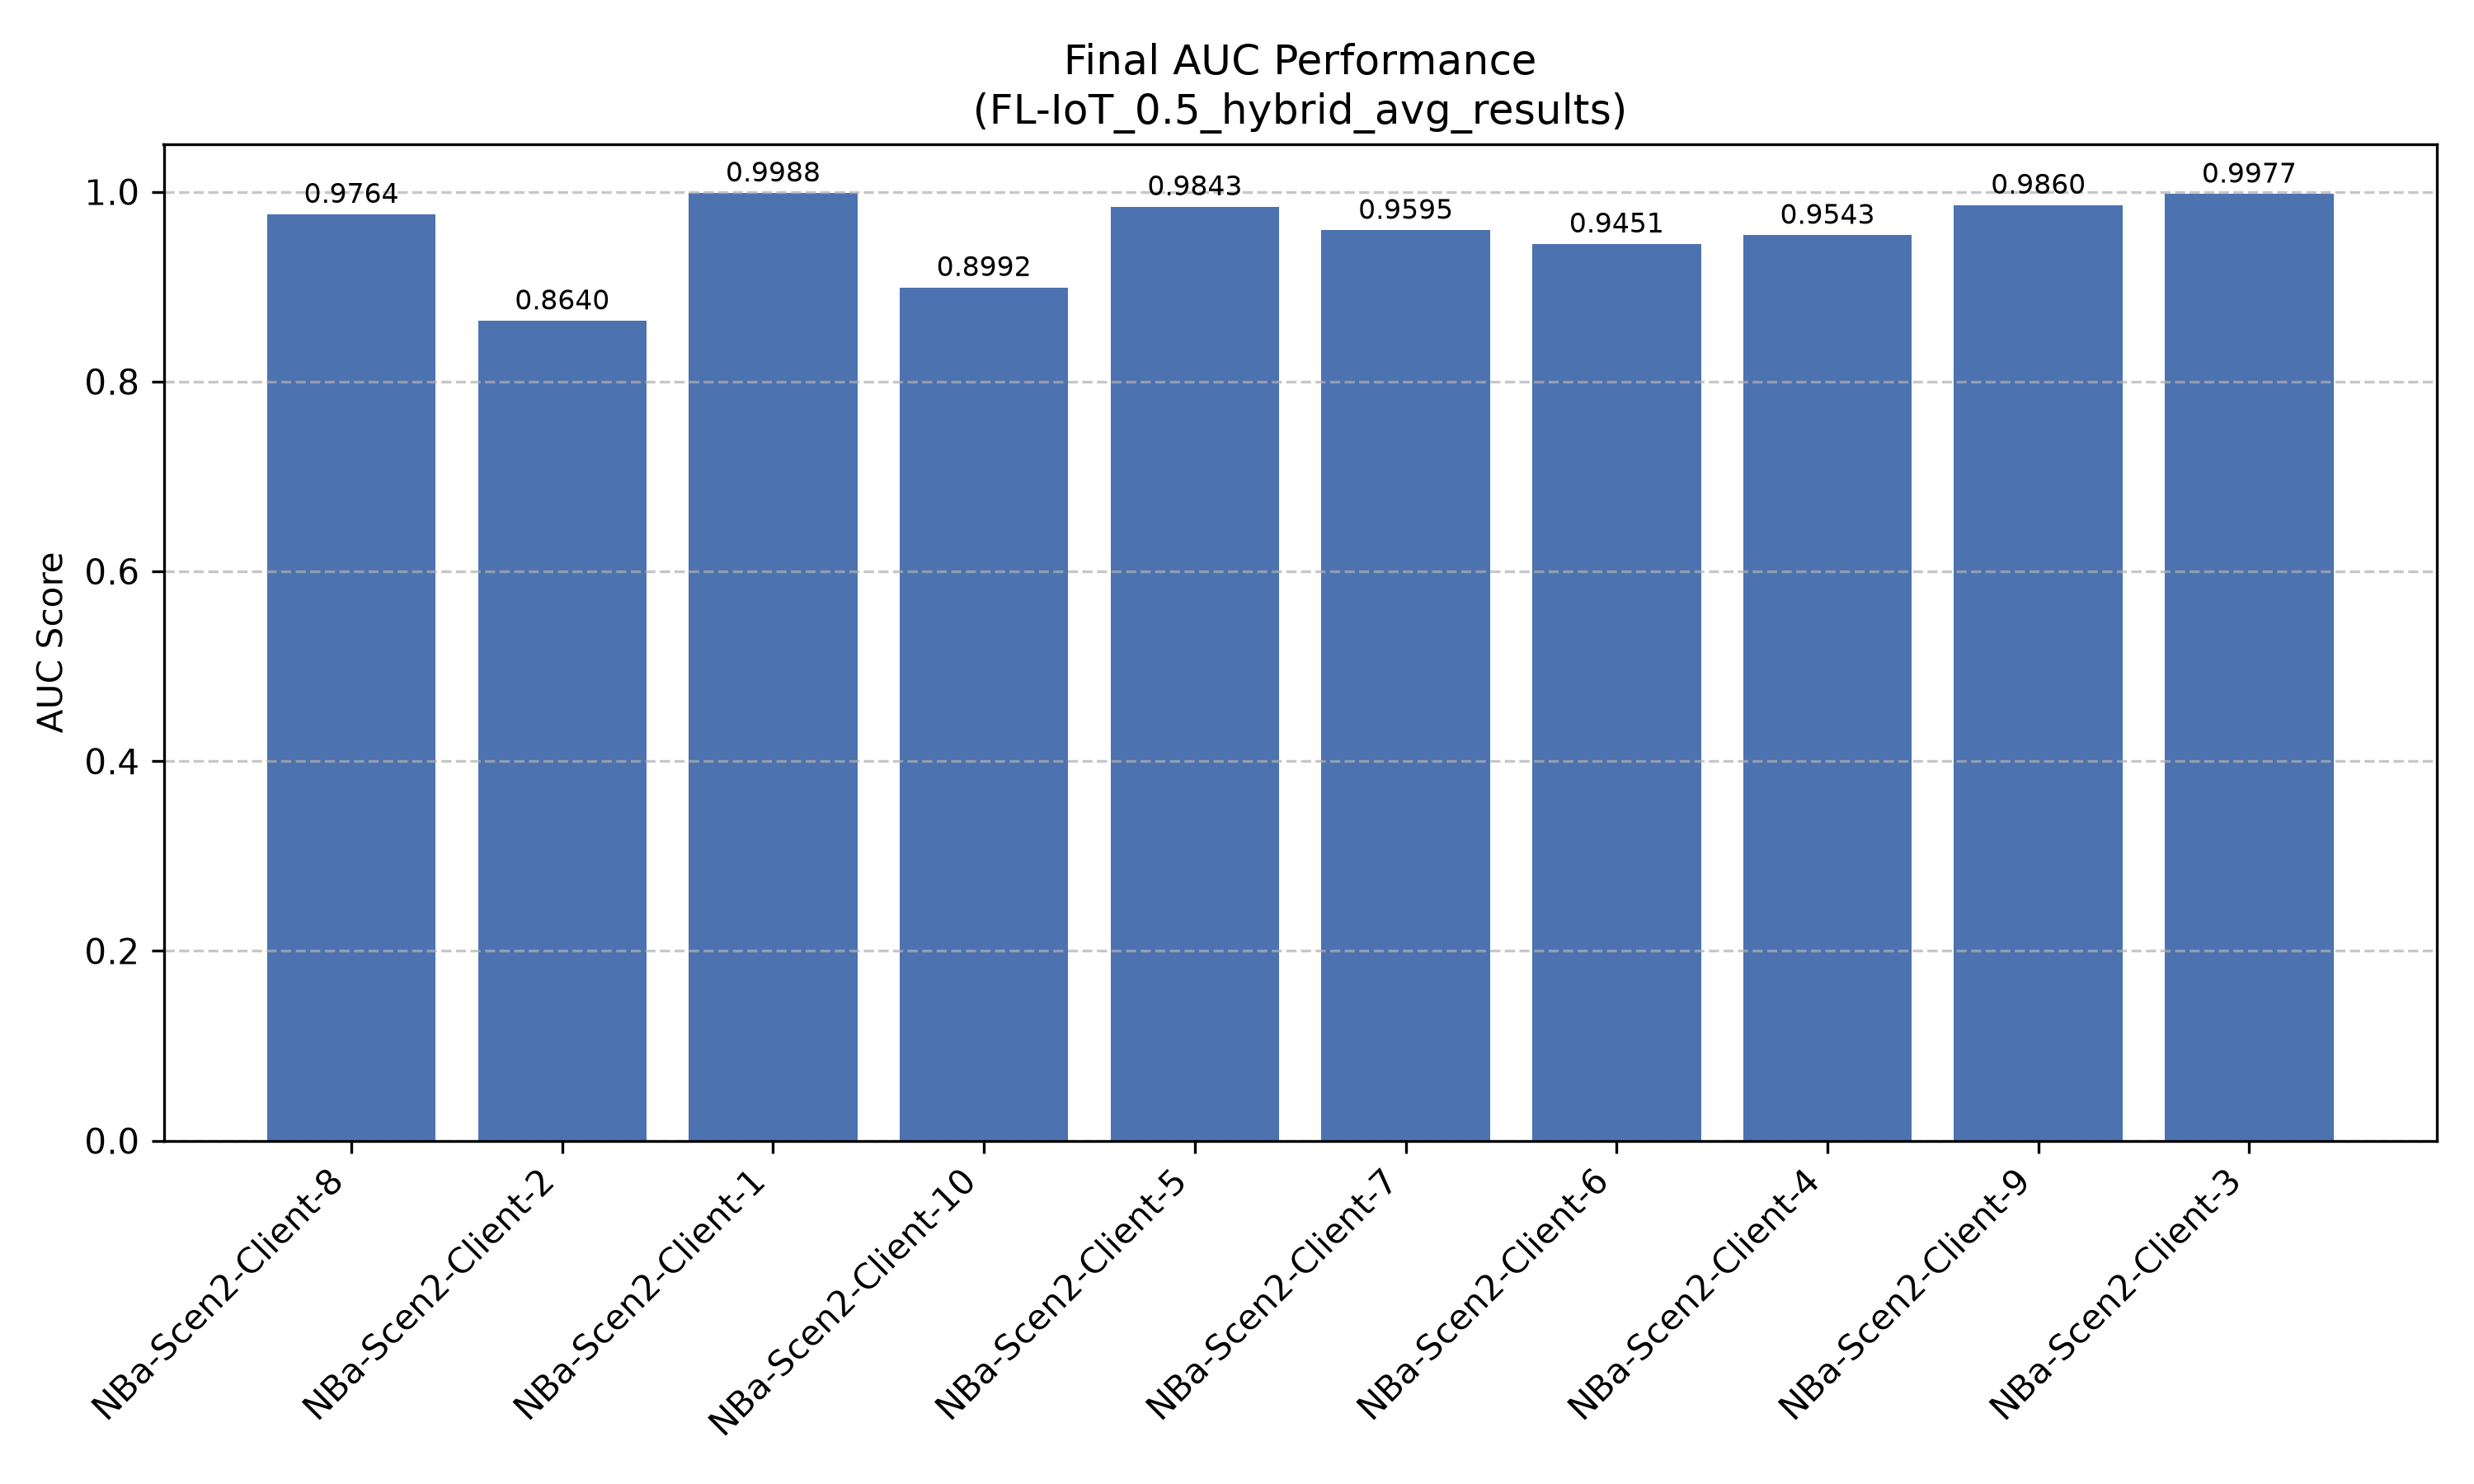 Final AUC Performance
(FL-IoT_0.5_hybrid_avg_results)
AUC Score
1.0
0.8
0.6
0.4
0.2
0.0
0.9764
0.8640
0.9988
0.8992
0.9843
0.9595
0.9451
0.9543
0.9860
0.9977
NBa-Scen2-Client-8
NBa-Scen2-Client-2
NBa-Scen2-Client-1
NBa-Scen2-Client-10
NBa-Scen2-Client-5
NBa-Scen2-Client-7
NBa-Scen2-Client-6
NBa-Scen2-Client-4
NBa-Scen2-Client-9
NBa-Scen2-Client-3